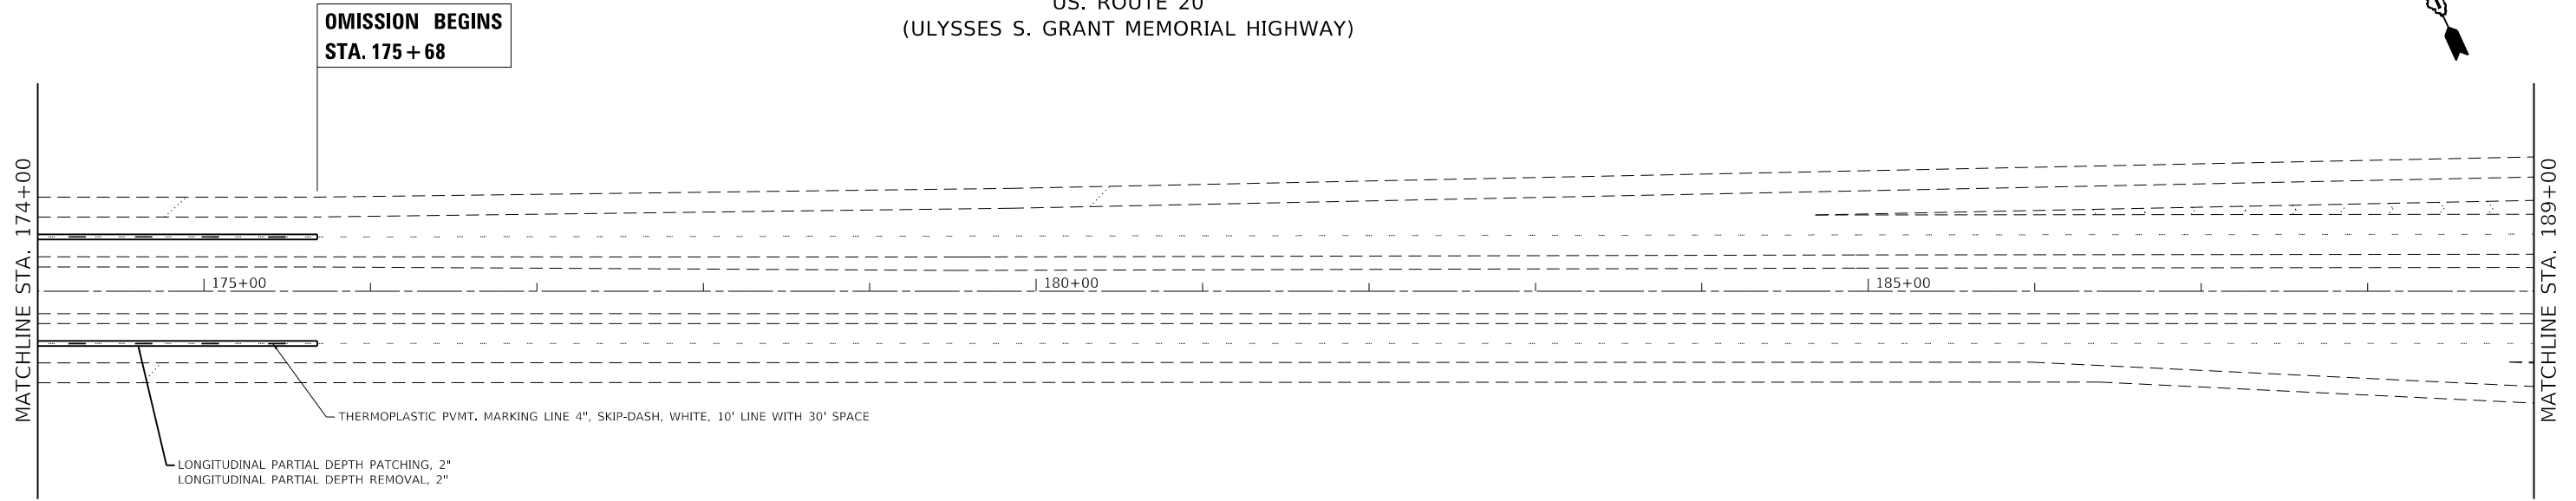 US. ROUTE 20
(ULYSSES S. GRANT MEMORIAL HIGHWAY)
OMISSION BEGINS
STA. 175+68
MATCHLINE STA. 174+00
MATCHLINE STA. 189+00
175+00
180+00
185+00
THERMOPLASTIC PVMT. MARKING LINE 4", SKIP-DASH, WHITE, 10' LINE WITH 30' SPACE
LONGITUDINAL PARTIAL DEPTH PATCHING, 2"
LONGITUDINAL PARTIAL DEPTH REMOVAL, 2"